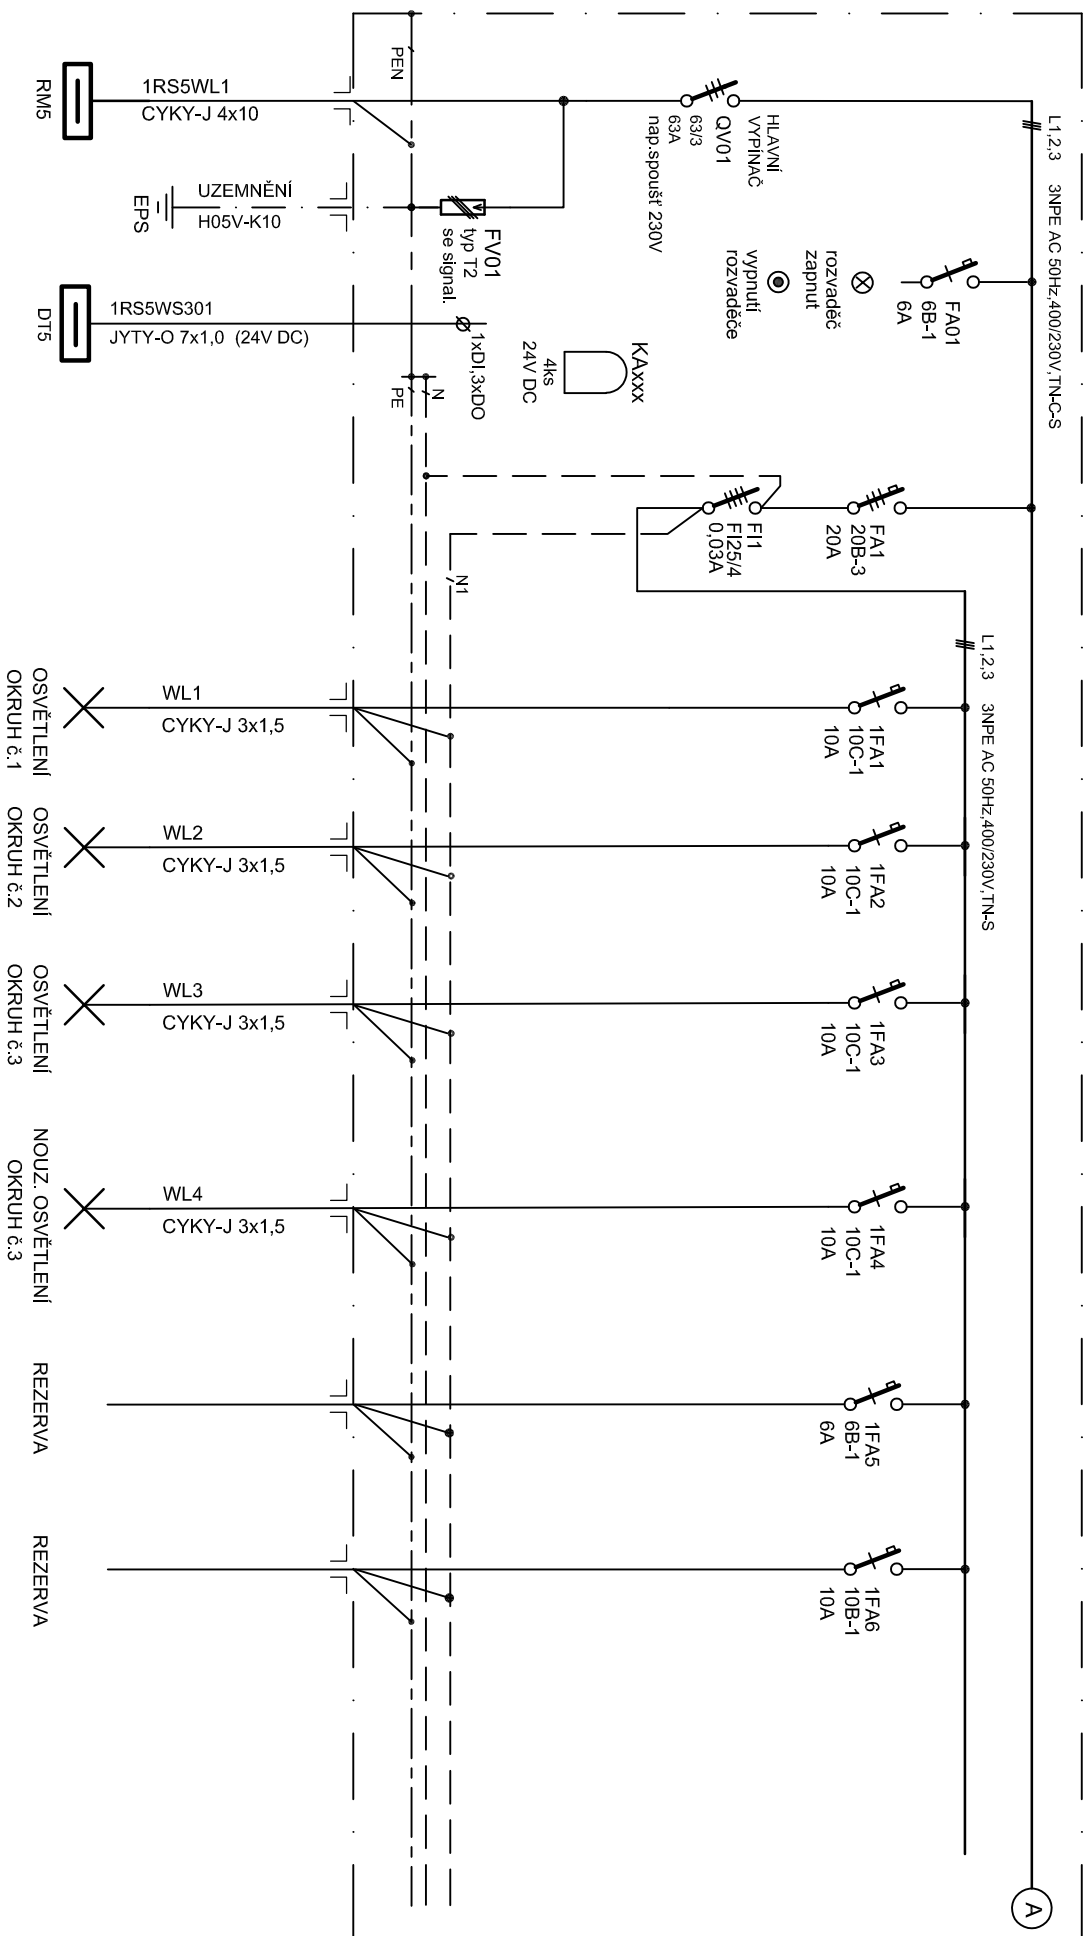 L1,2,3 3NPE AC 50Hz,400/230V,TN-C-S
A
HLAVNÍ
VYPÍNAČ
QV01
63/3
63A
nap.spoušť 230V
FA01
6B-1
6A
rozvaděč
zapnut
vypnutí
rozvaděče
PEN
1RS5WL1
CYKY-J 4x10
RM5
FV01
typ T2
se signal.
UZEMNĚNÍ
H05V-K10
EPS
1RS5WS301
JYTY-O 7x1,0 (24V DC)
DT5
1xDI,3xDO
KAxxx
4ks
24V DC
N
PE
FA1
20B-3
20A
FI1
FI25/4
0,03A
N1
L1,2,3 3NPE AC 50Hz,400/230V,TN-S
1FA1
10C-1
10A
WL1
CYKY-J 3x1,5
OSVĚTLENÍ
OKRUH č.1
1FA2
10C-1
10A
WL2
CYKY-J 3x1,5
OSVĚTLENÍ
OKRUH č.2
1FA3
10C-1
10A
WL3
CYKY-J 3x1,5
OSVĚTLENÍ
OKRUH č.3
1FA4
10C-1
10A
WL4
CYKY-J 3x1,5
NOUZ. OSVĚTLENÍ
OKRUH č.3
1FA5
6B-1
6A
REZERVA
1FA6
10B-1
10A
REZERVA